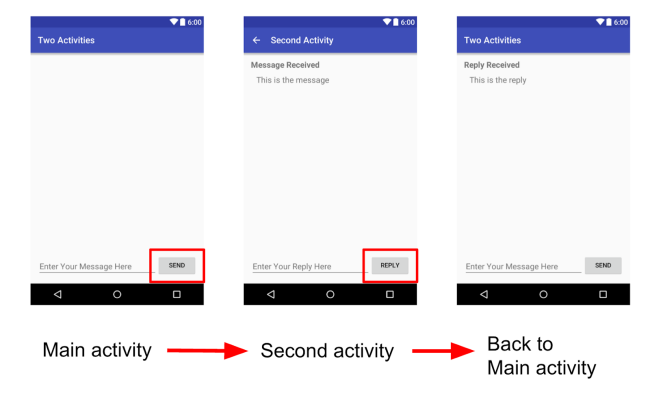 6:00
Two Activities
Enter Your Message Here
SEND
6:00
Second Activity
Message Received
This is the message
Enter Your Reply Here
REPLY
6:00
Two Activities
Reply Received
This is the reply
Enter Your Message Here
SEND
Main activity
Second activity
Back to
Main activity